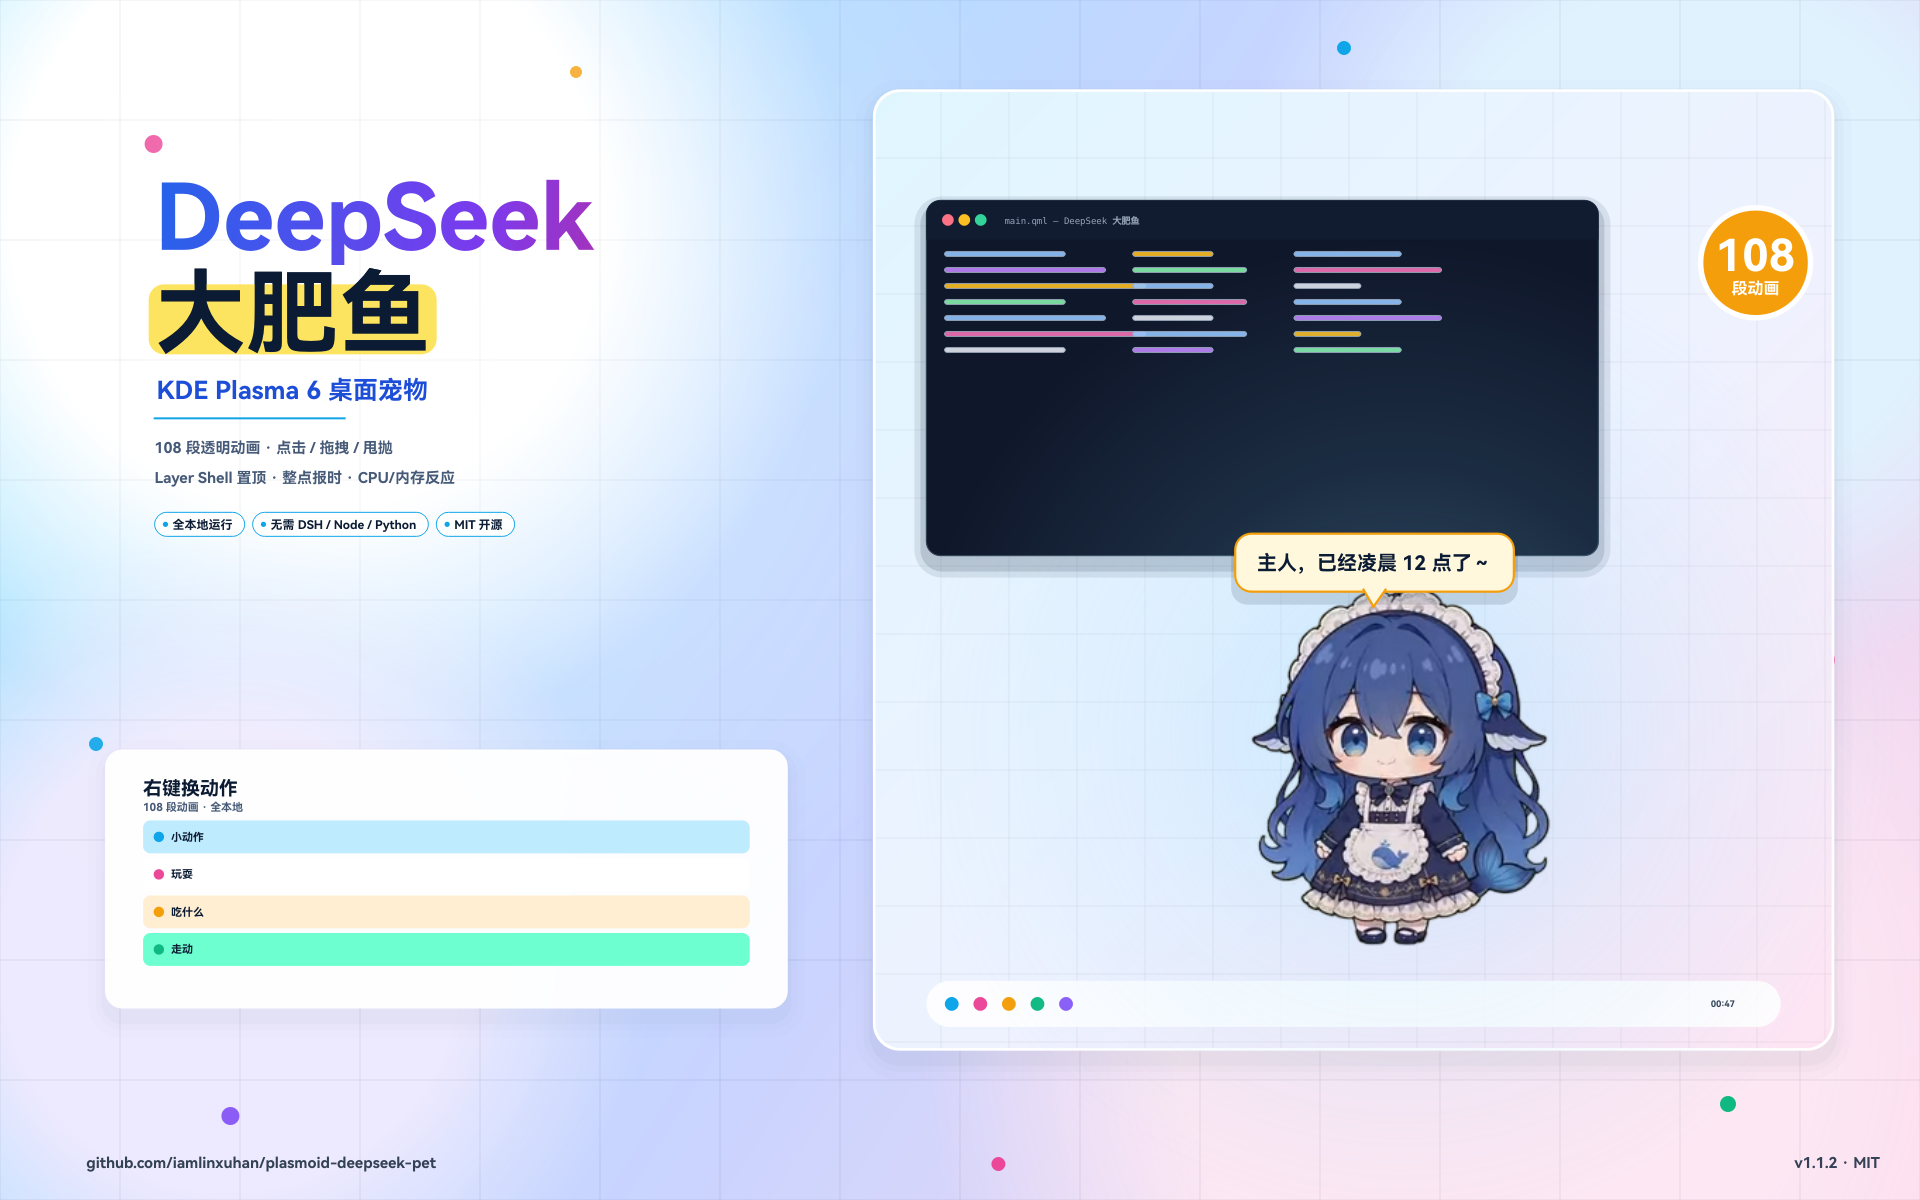 DeepSeek
大肥鱼
KDE Plasma 6 桌面宠物
108 段透明动画 · 点击 / 拖拽 / 甩抛
Layer Shell 置顶 · 整点报时 · CPU/内存反应
全本地运行
无需 DSH / Node / Python
MIT 开源
右键换动作
108 段动画 · 全本地
小动作
玩耍
吃什么
走动
main.qml — DeepSeek 大肥鱼
108
段动画
主人，已经凌晨 12 点了 ~
00:47
github.com/iamlinxuhan/plasmoid-deepseek-pet
v1.1.2 · MIT